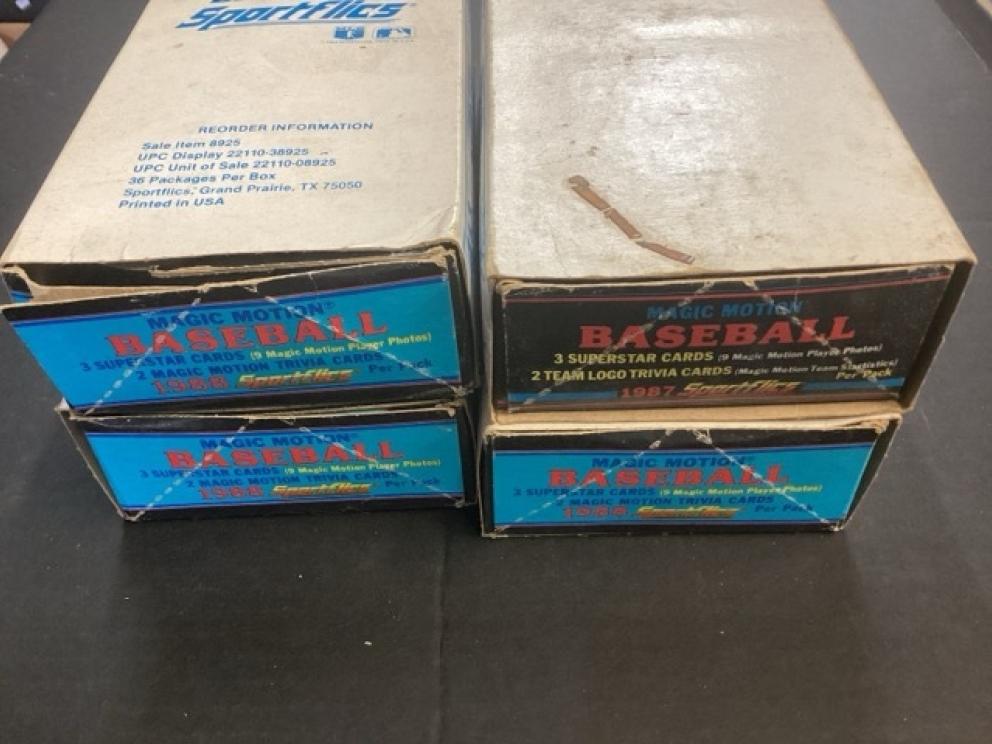 Sportflics
REORDER INFORMATION
Sale Item 8925
UPC Display 22110-38925
UPC Unit of Sale 22110-08925
36 Packages Per Box
Sportflics, Grand Prairie, TX 75050
Printed in USA
MAGIC MOTION®
BASEBALL
3 SUPERSTAR CARDS (9 Magic Motion Player Photos)
2 MAGIC MOTION TRIVIA CARDS
Per Pack
1988 Sportflics
MAGIC MOTION
BASEBALL
3 SUPERSTAR CARDS (9 Magic Motion Player Photos)
2 TEAM LOGO TRIVIA CARDS (Magic Motion Team Statistics)
Per Pack
1987 Sportflics
MAGIC MOTION®
BASEBALL
3 SUPERSTAR CARDS (9 Magic Motion Player Photos)
2 MAGIC MOTION TRIVIA CARDS
1988 Sportflics Per Pack
MAGIC MOTION®
BASEBALL
3 SUPERSTAR CARDS (9 Magic Motion Player Photos)
2 MAGIC MOTION TRIVIA CARDS
1988 Sportflics Per Pack